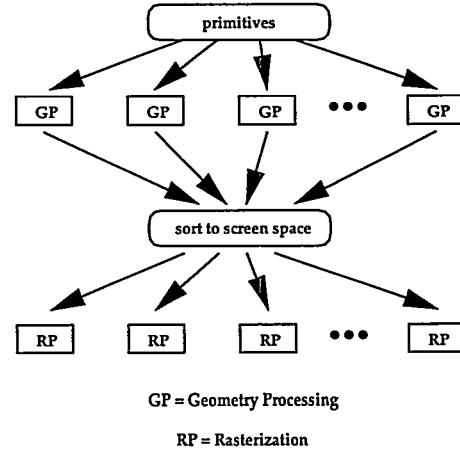 primitives
GP GP GP GP
sort to screen space
RP RP RP RP
GP = Geometry Processing
RP = Rasterization